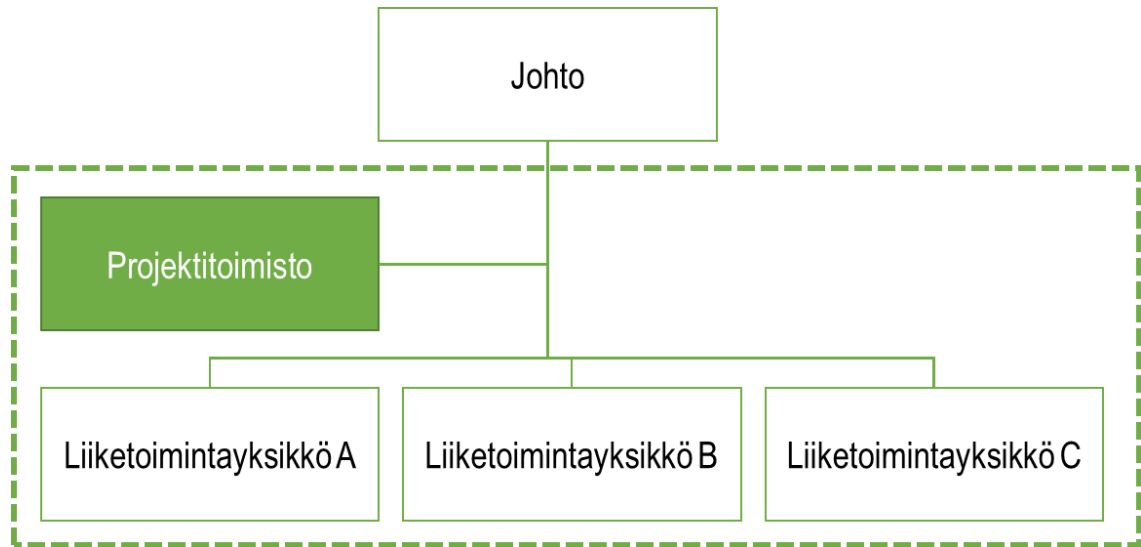 Johto
Projektitoimisto
Liiketoimintayksikkö A
Liiketoimintayksikkö B
Liiketoimintayksikkö C